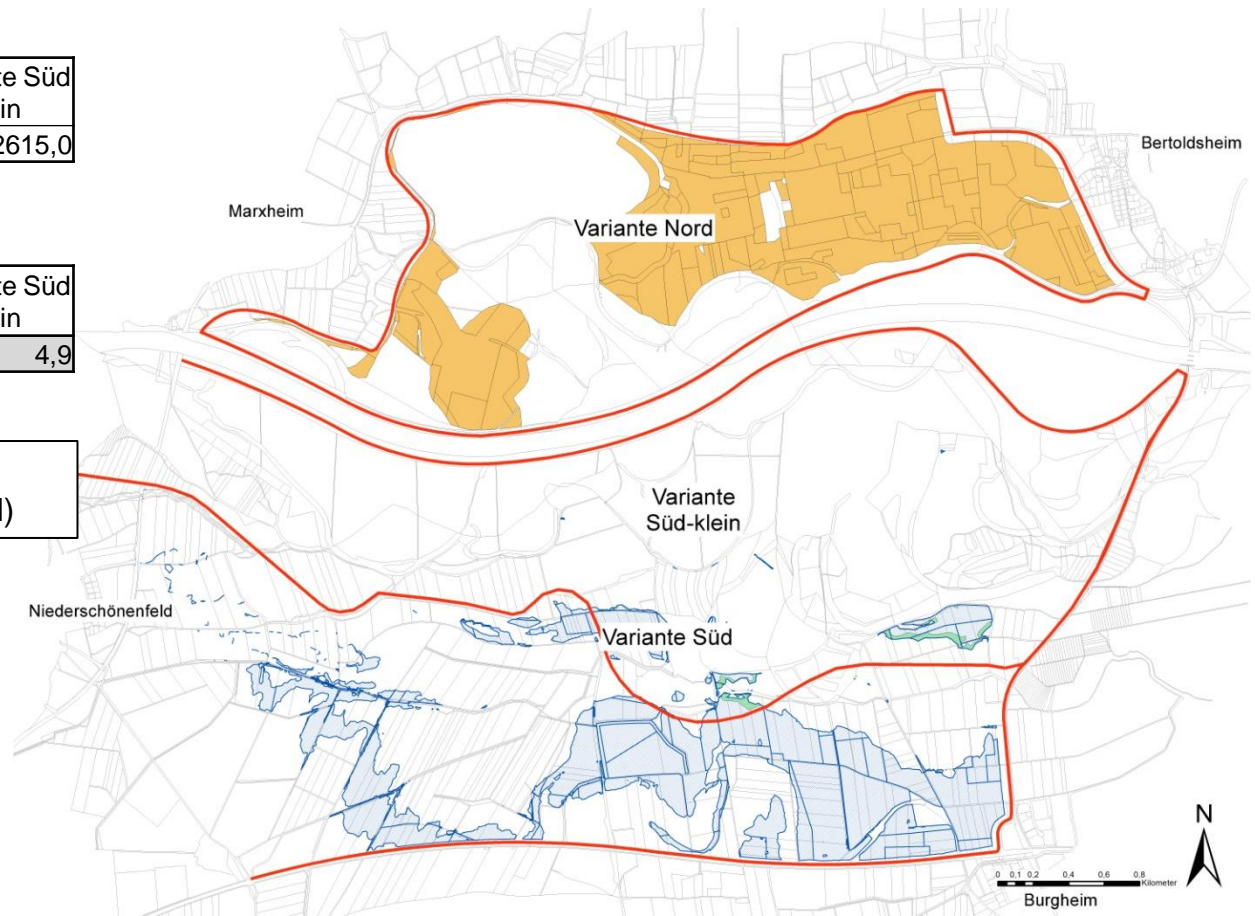 te Süd
in
2615,0
te Süd
in
4,9
)
Bertoldsheim
Marxheim
Variante Nord
Variante
Süd-klein
Niederschönenfeld
Variante Süd
N
0 0,1 0,2 0,4 0,6 0,8
Kilometer
Burgheim